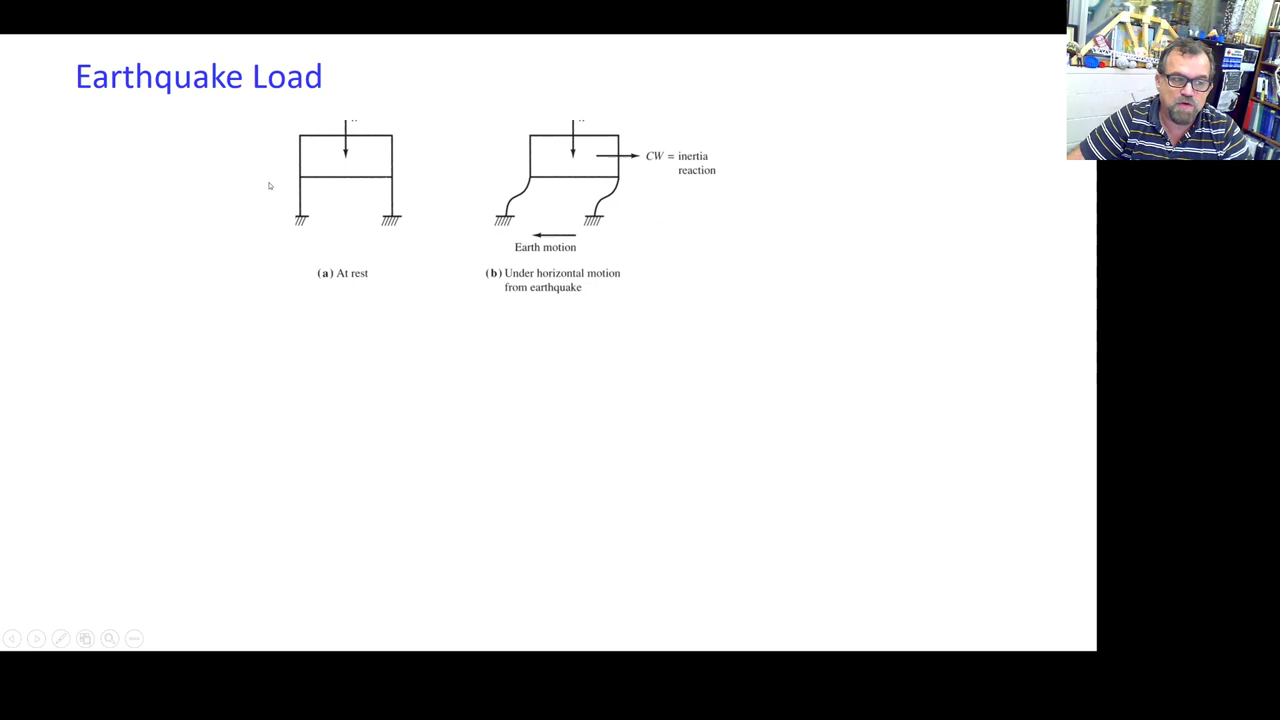 Earthquake Load
CW = inertia
reaction
Earth motion
(a) At rest
(b) Under horizontal motion
from earthquake